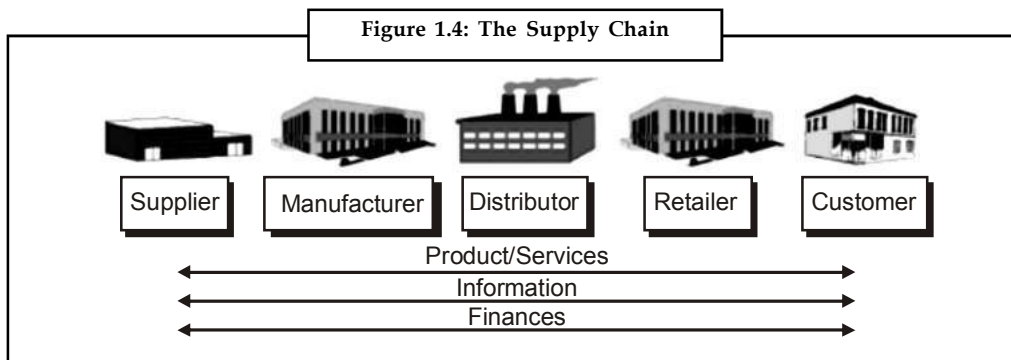 Figure 1.4: The Supply Chain
Supplier Manufacturer Distributor Retailer Customer
Product/Services
Information
Finances